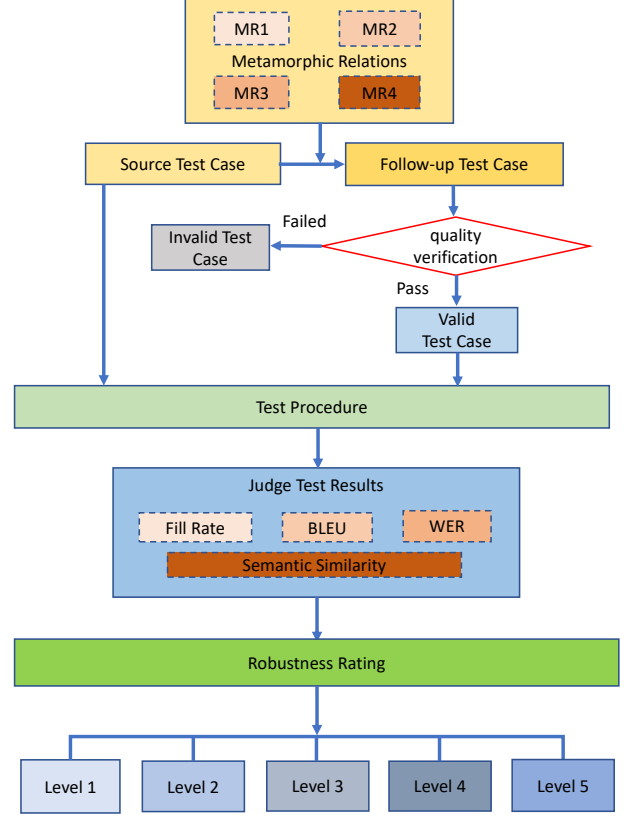 MR1
MR2
Metamorphic Relations
MR3
MR4
Source Test Case
Follow-up Test Case
Failed
Invalid Test
Case
quality
verification
Pass
Valid
Test Case
Test Procedure
Judge Test Results
Fill Rate
BLEU
WER
Semantic Similarity
Robustness Rating
Level 1
Level 2
Level 3
Level 4
Level 5